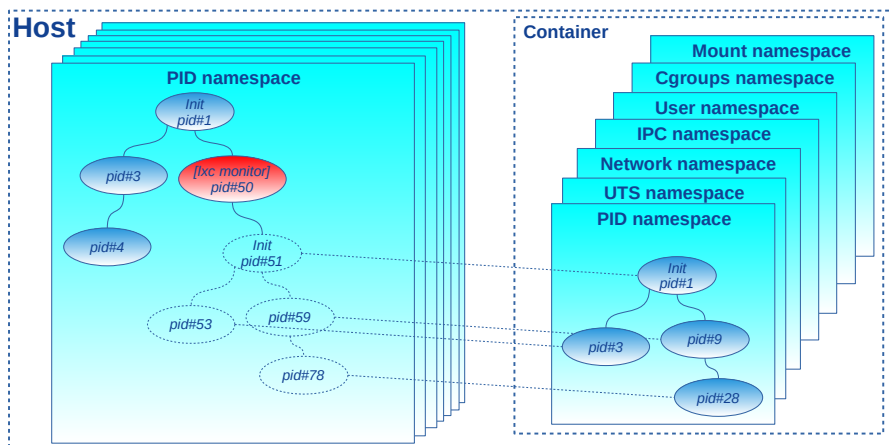 Host
PID namespace
Init
pid#1
pid#3
[lxc monitor]
pid#50
pid#4
Init
pid#51
pid#53
pid#59
pid#78
Container
Mount namespace
Cgroups namespace
User namespace
IPC namespace
Network namespace
UTS namespace
PID namespace
Init
pid#1
pid#3
pid#9
pid#28